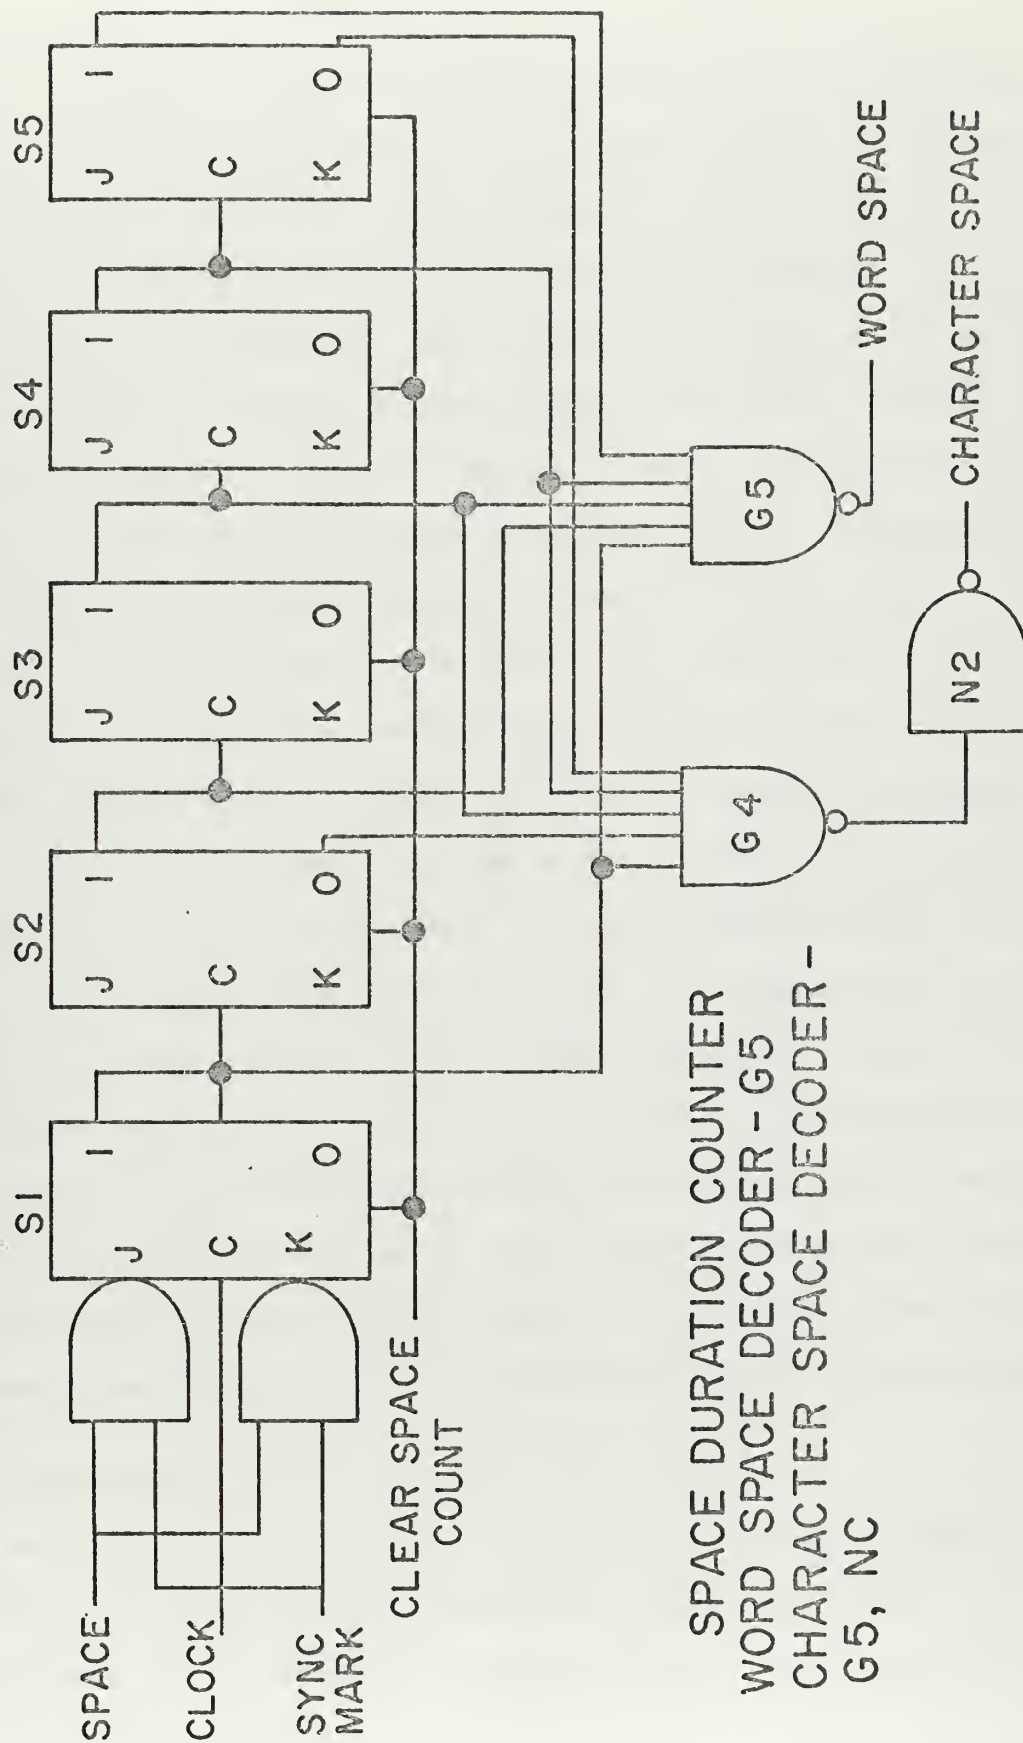 S1
S2
S3
S4
S5
J
I
C
K
O
J
I
C
K
O
J
I
C
K
O
J
I
C
K
O
J
I
C
K
O
SPACE
CLOCK
SYNC
MARK
CLEAR SPACE
COUNT
G4
G5
N2
WORD SPACE
CHARACTER SPACE
SPACE DURATION COUNTER
WORD SPACE DECODER-G5
CHARACTER SPACE DECODER-
G5, NC